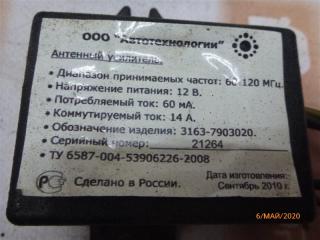 ООО "Автотехнологии"
Антенный усилитель.
• Диапазон принимаемых частот: 60-120 МГц.
• Напряжение питания: 12 В.
• Потребляемый ток: 60 мА.
• Коммутируемый ток: 14 А.
• Обозначение изделия: 3163-7903020.
• Серийный номер: 21264
• ТУ 6587-004-53906226-2008
Сделано в России.
Дата изготовления:
Сентябрь 2010 г.
6/МАЙ/2020